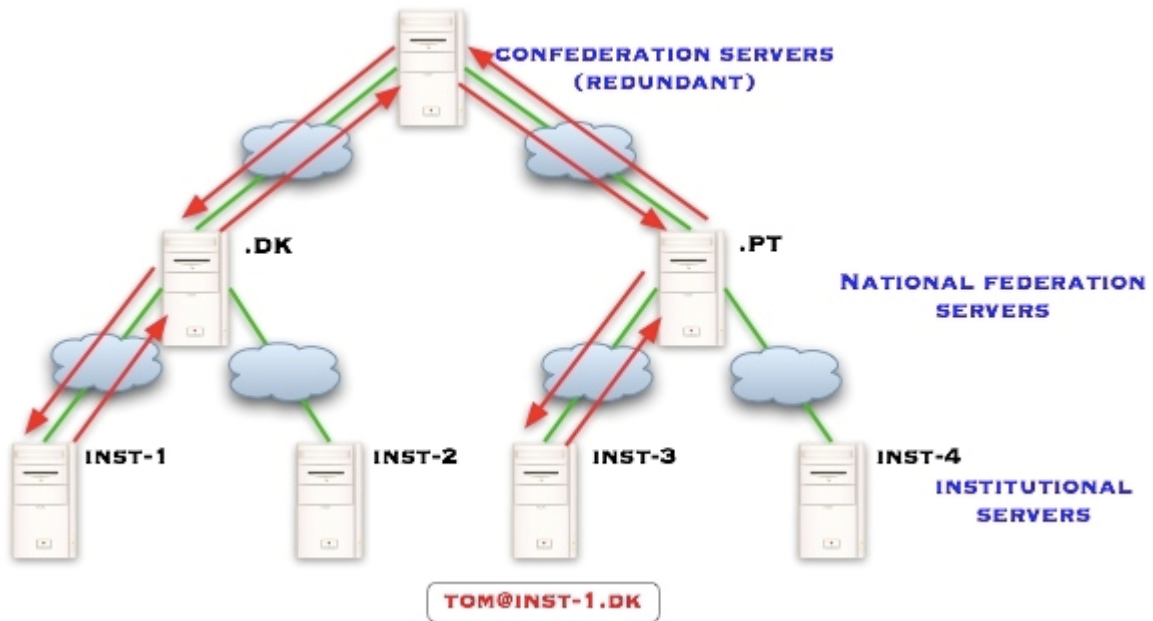 CONFEDERATION SERVERS
(REDUNDANT)
.DK
.PT
NATIONAL FEDERATION
SERVERS
INST-1
INST-2
INST-3
INST-4
INSTITUTIONAL
SERVERS
TOM@INST-1.DK